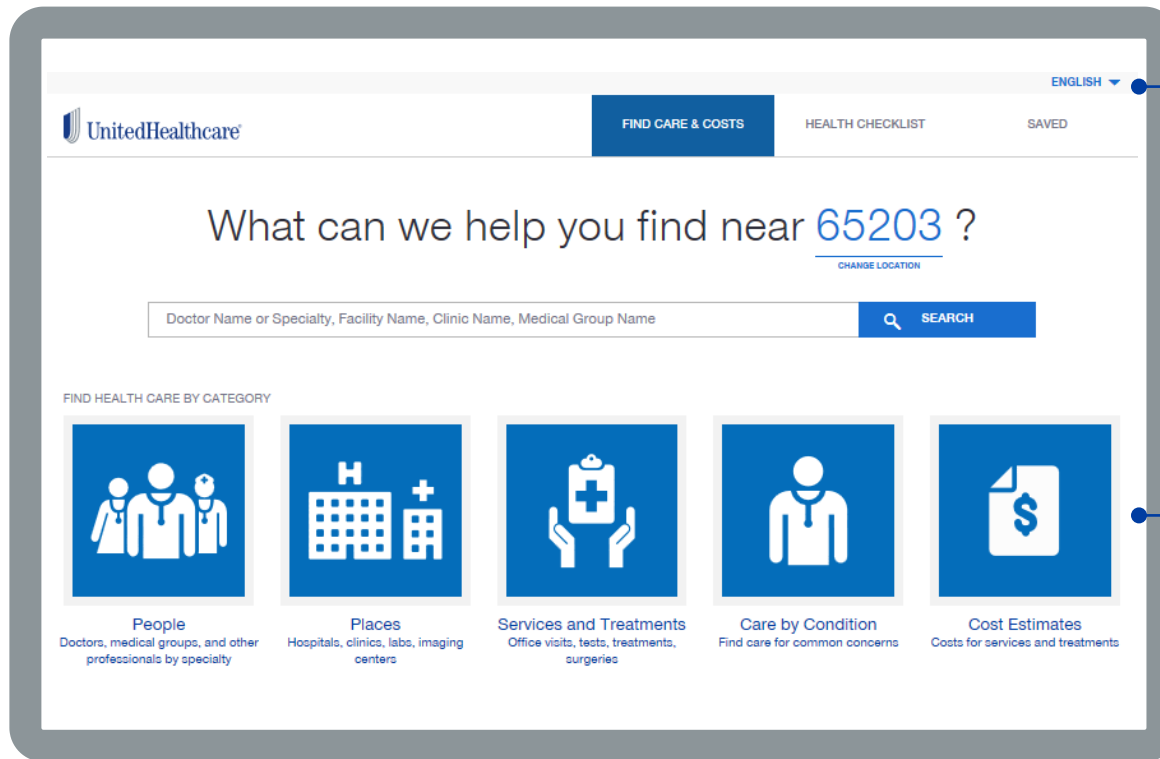 ENGLISH
UnitedHealthcare®
FIND CARE & COSTS
HEALTH CHECKLIST
SAVED
What can we help you find near 65203 ?
CHANGE LOCATION
Doctor Name or Specialty, Facility Name, Clinic Name, Medical Group Name
SEARCH
FIND HEALTH CARE BY CATEGORY
H
$
People
Doctors, medical groups, and other
professionals by specialty
Places
Hospitals, clinics, labs, imaging
centers
Services and Treatments
Office visits, tests, treatments,
surgeries
Care by Condition
Find care for common concerns
Cost Estimates
Costs for services and treatments